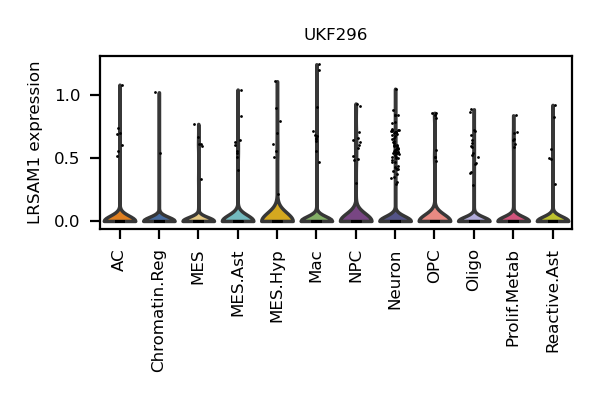 UKF296
LRSAM1 expression
1.0
0.5
0.0
AC
Chromatin.Reg
MES
MES.Ast
MES.Hyp
Mac
NPC
Neuron
OPC
Oligo
Prolif.Metab
Reactive.Ast